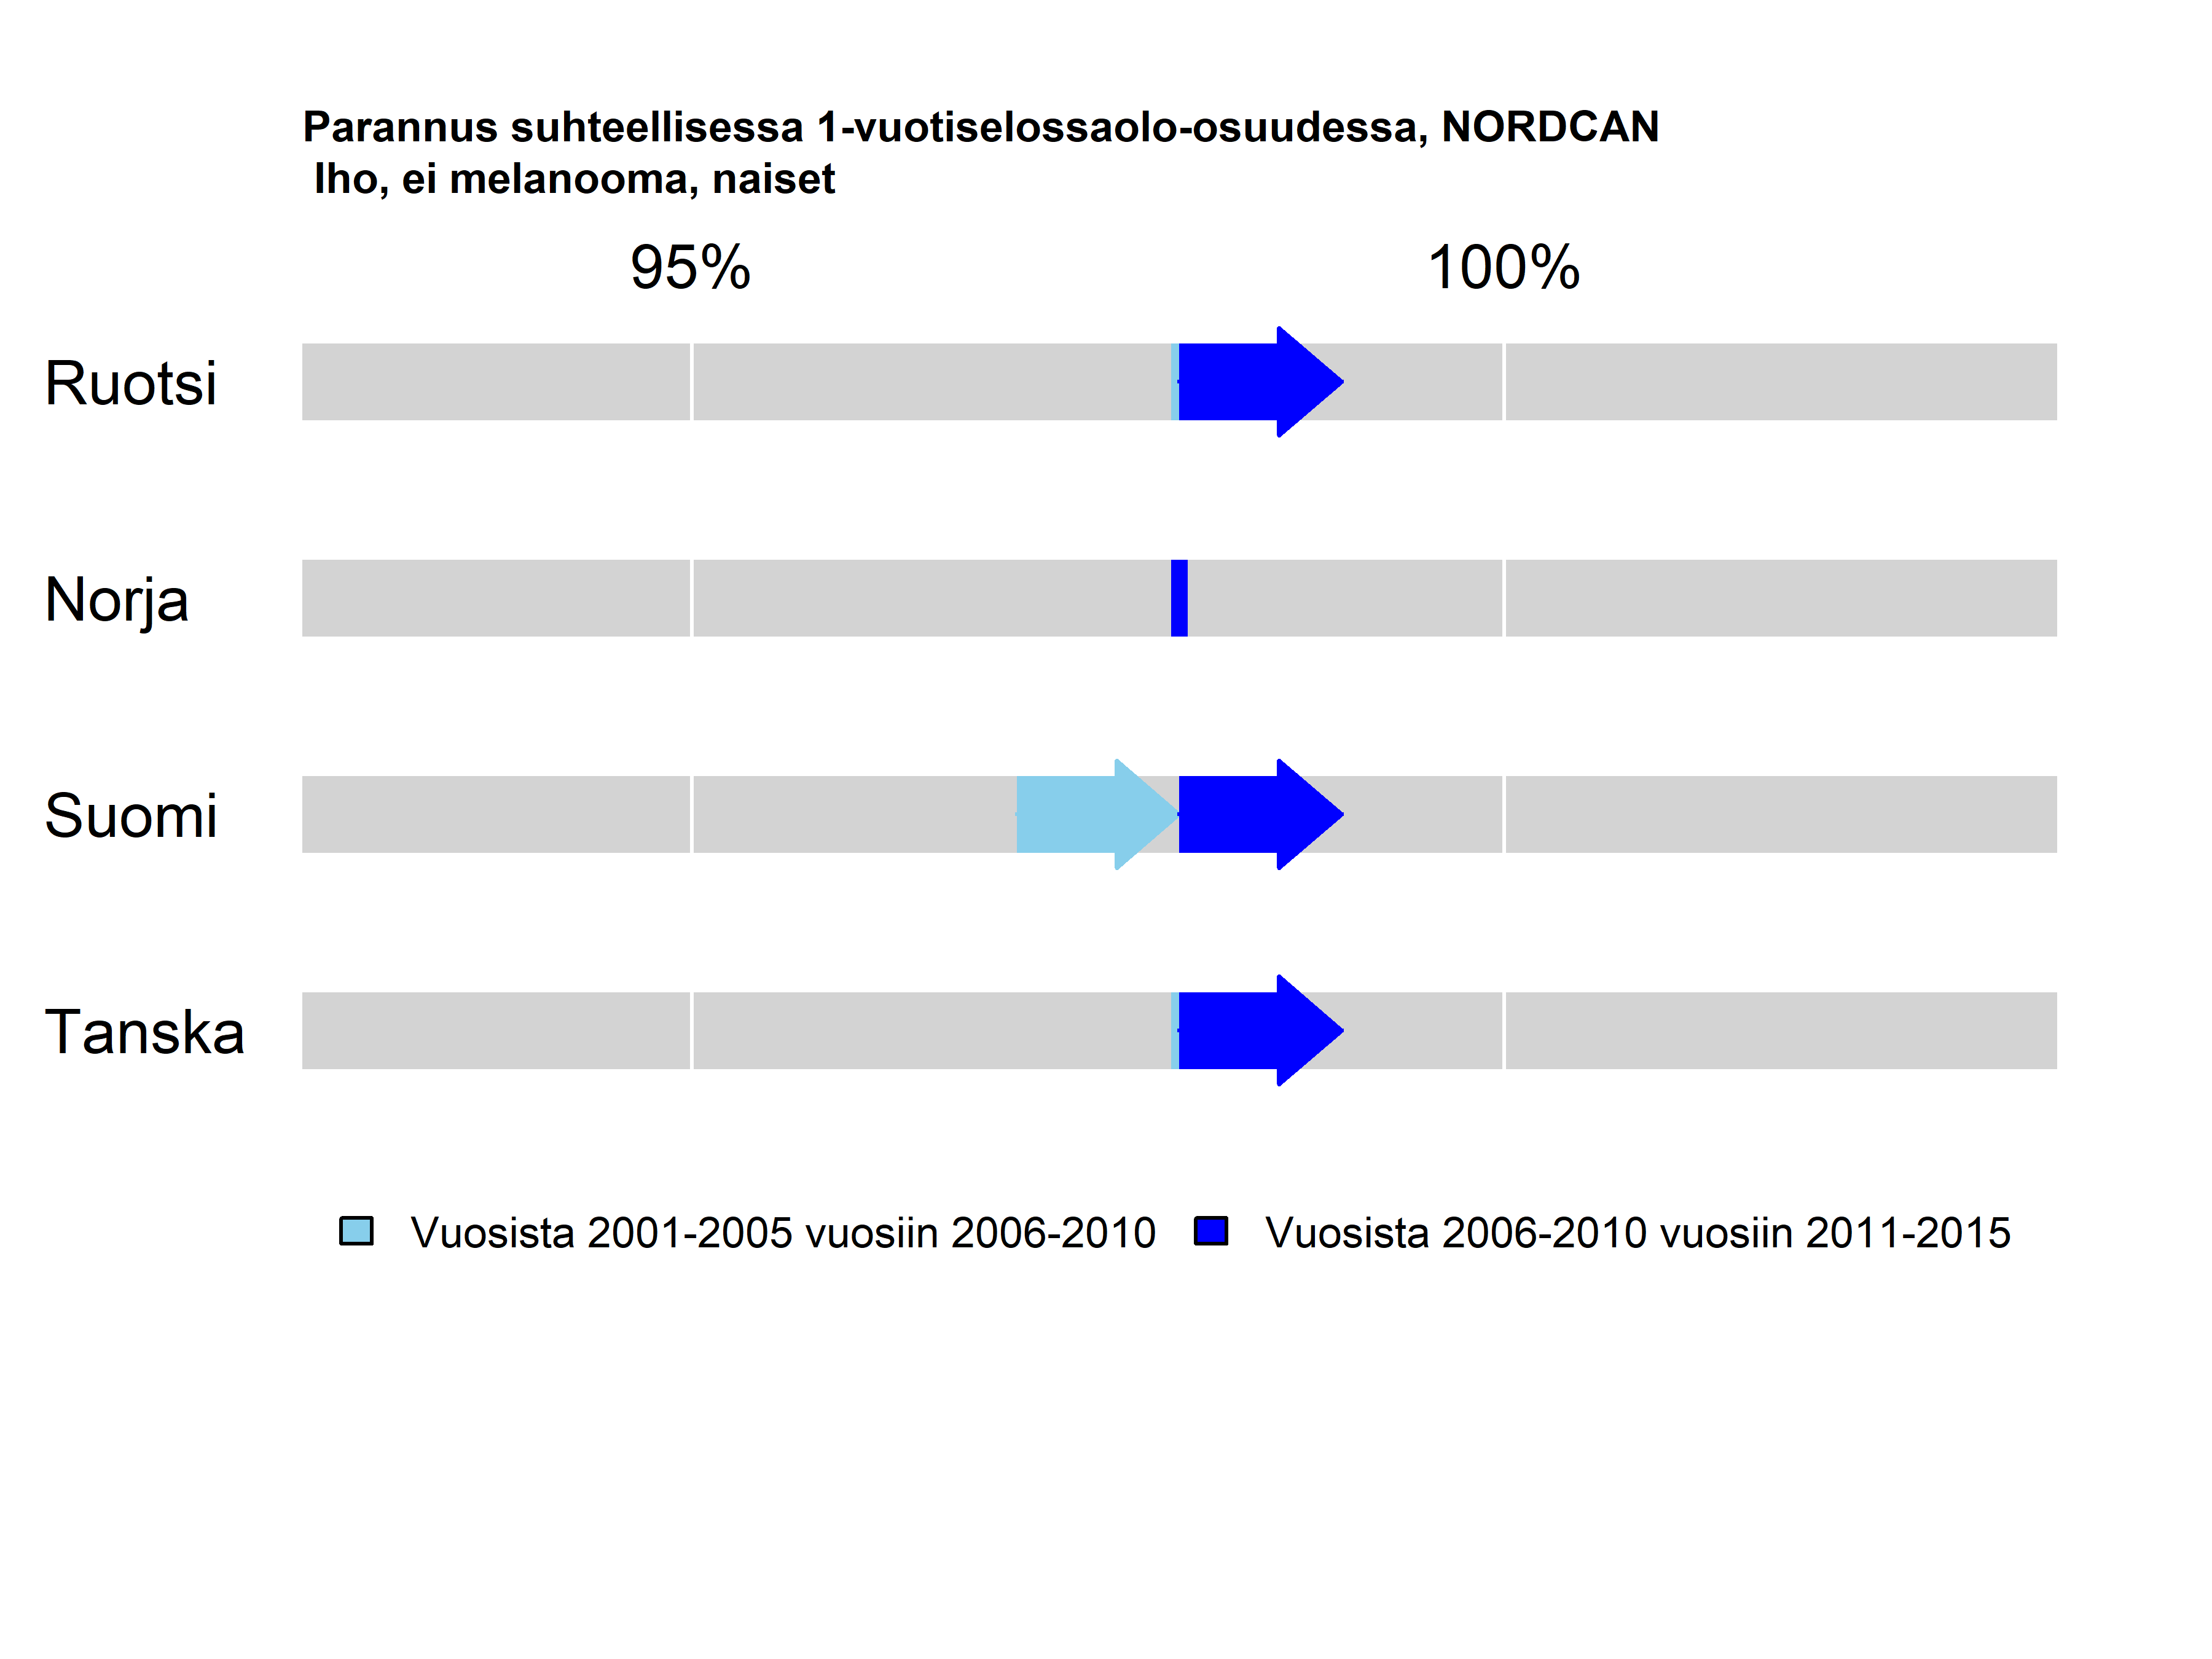 Parannus suhteellisessa 1-vuotiselossaolo-osuudessa, NORDCAN
Iho, ei melanooma, naiset
95% 100%
Ruotsi
Norja
Suomi
Tanska
Vuosista 2001-2005 vuosiin 2006-2010 Vuosista 2006-2010 vuosiin 2011-2015